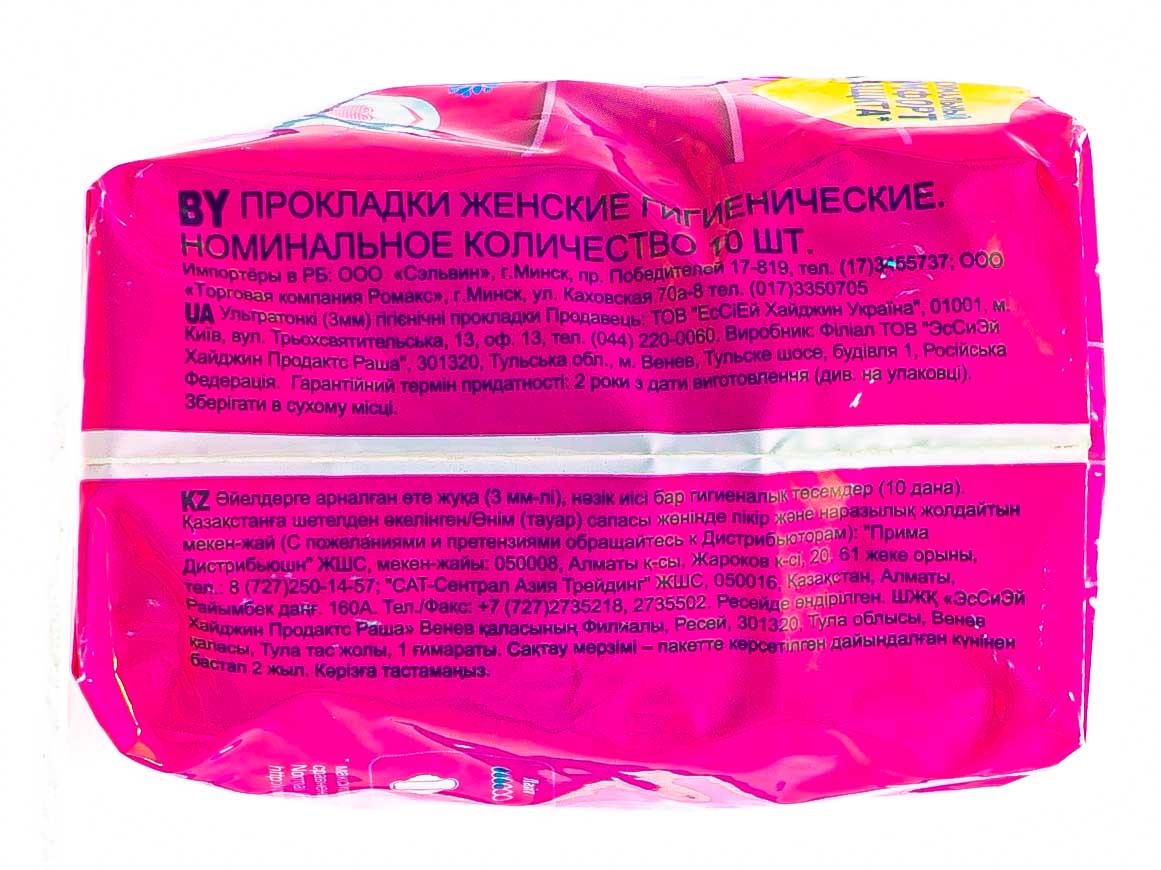 КОМФОРТ
BY ПРОКЛАДКИ ЖЕНСКИЕ ГИГИЕНИЧЕСКИЕ.
НОМИНАЛЬНОЕ КОЛИЧЕСТВО 10 ШТ.
Импортёры в РБ: ООО «Сэльвин», г.Минск, пр. Победителей 17-819, тел. (17)3455737; ООО
«Торговая компания Ромакс», г.Минск, ул. Каховская 70а-8 тел. (017)3350705
UA Ультратонкі (3мм) гігієнічні прокладки Продавець: ТОВ "ЕсСіЕй Хайджин Україна", 01001, м.
Київ, вул. Трьохсвятительська, 13, оф. 13, тел. (044) 220-0060. Виробник: Філіал ТОВ "ЭсСиЭй
Хайджин Продактс Раша", 301320, Тульська обл., м. Венев, Тульске шосе, будівля 1, Російська
Федерація. Гарантійний термін придатності: 2 роки з дати виготовлення (див. на упаковці).
Зберігати в сухому місці.
KZ Әйелдерге арналған өте жұқа (3 мм-лі), нәзік иісі бар гигиеналық төсемдер (10 дана).
Қазақстанға шетелден әкелінген/Өнім (тауар) сапасы жөнінде пікір және наразылық жолдайтын
мекен-жай (С пожеланиями и претензиями обращайтесь к Дистрибьюторам): "Прима
Дистрибьюшн" ЖШС, мекен-жайы: 050008, Алматы к-сы, Жароков к-сі, 20, 61 жеке орыны,
тел.: 8 (727)250-14-57; "САТ-Сентрал Азия Трейдинг" ЖШС, 050016, Қазақстан, Алматы,
Райымбек даңғ. 160А. Тел./Факс: +7 (727)2735218, 2735502. Ресейде өндірілген. ШЖҚ «ЭсСиЭй
Хайджин Продактс Раша» Венев қаласының Филиалы, Ресей, 301320, Тула облысы, Венев
қаласы, Тула тас жолы, 1 ғимараты. Сақтау мерзімі – пакетте көрсетілген дайындалған күнінен
бастап 2 жыл. Кәрізге тастамаңыз.
Лайт